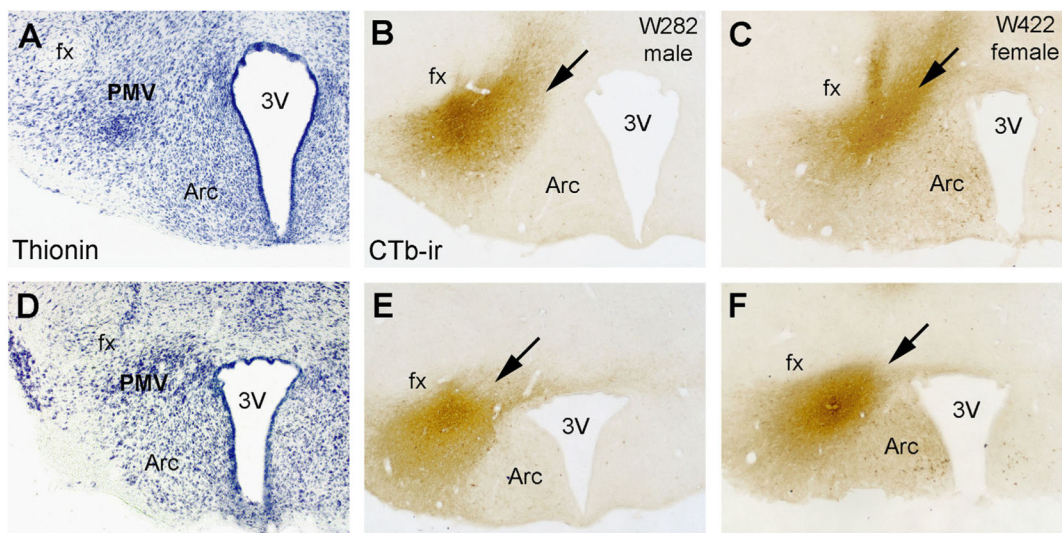 A
fx
PMV
3V
Arc
Thionin
B
W282
male
fx
3V
Arc
CTb-ir
C
W422
female
fx
3V
Arc
D
fx
PMV
3V
Arc
E
fx
3V
Arc
F
fx
3V
Arc